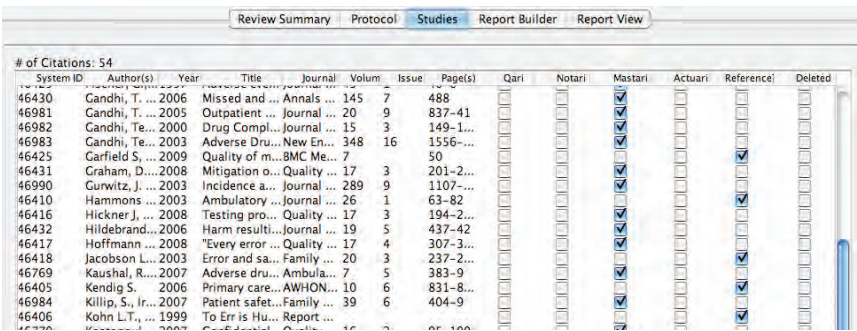 Review Summary Protocol Studies Report Builder Report View
# of Citations: 54
System ID Author(s) Year Title Journal Volum Issue Page(s) Qari Notari Mastari Actuari Reference Deleted
46430 Gandhi, T. ... 2006 Missed and ... Annals ... 145 7 488
46981 Gandhi, T. ... 2005 Outpatient ... Journal ... 20 9 837-41
46982 Gandhi, Te... 2000 Drug Compl... Journal ... 15 3 149-1...
46983 Gandhi, Te... 2003 Adverse Dru... New En... 348 16 1556-...
46425 Garfield S, ... 2009 Quality of m... BMC Me... 7 50
46431 Graham, D.... 2008 Mitigation o... Quality ... 17 3 201-2...
46990 Gurwitz, J. ... 2003 Incidence a... Journal ... 289 9 1107-...
46410 Hammons ... 2003 Ambulatory ... Journal ... 26 1 63-82
46416 Hickner J, ... 2008 Testing pro... Quality ... 17 3 194-2...
46432 Hildebrand... 2006 Harm resulti... Journal ... 19 5 437-42
46417 Hoffmann ... 2008 "Every error ... Quality ... 17 4 307-3...
46418 Jacobson L... 2003 Error and sa... Family ... 20 3 237-2...
46769 Kaushal, R.... 2007 Adverse dru... Ambula... 7 5 383-9
46405 Kendig S. 2006 Primary care... AWHON... 10 6 831-8...
46984 Killip, S., Ir... 2007 Patient safet... Family ... 39 6 404-9
46406 Kohn L.T., ... 1999 To Err is Hu... Report ...